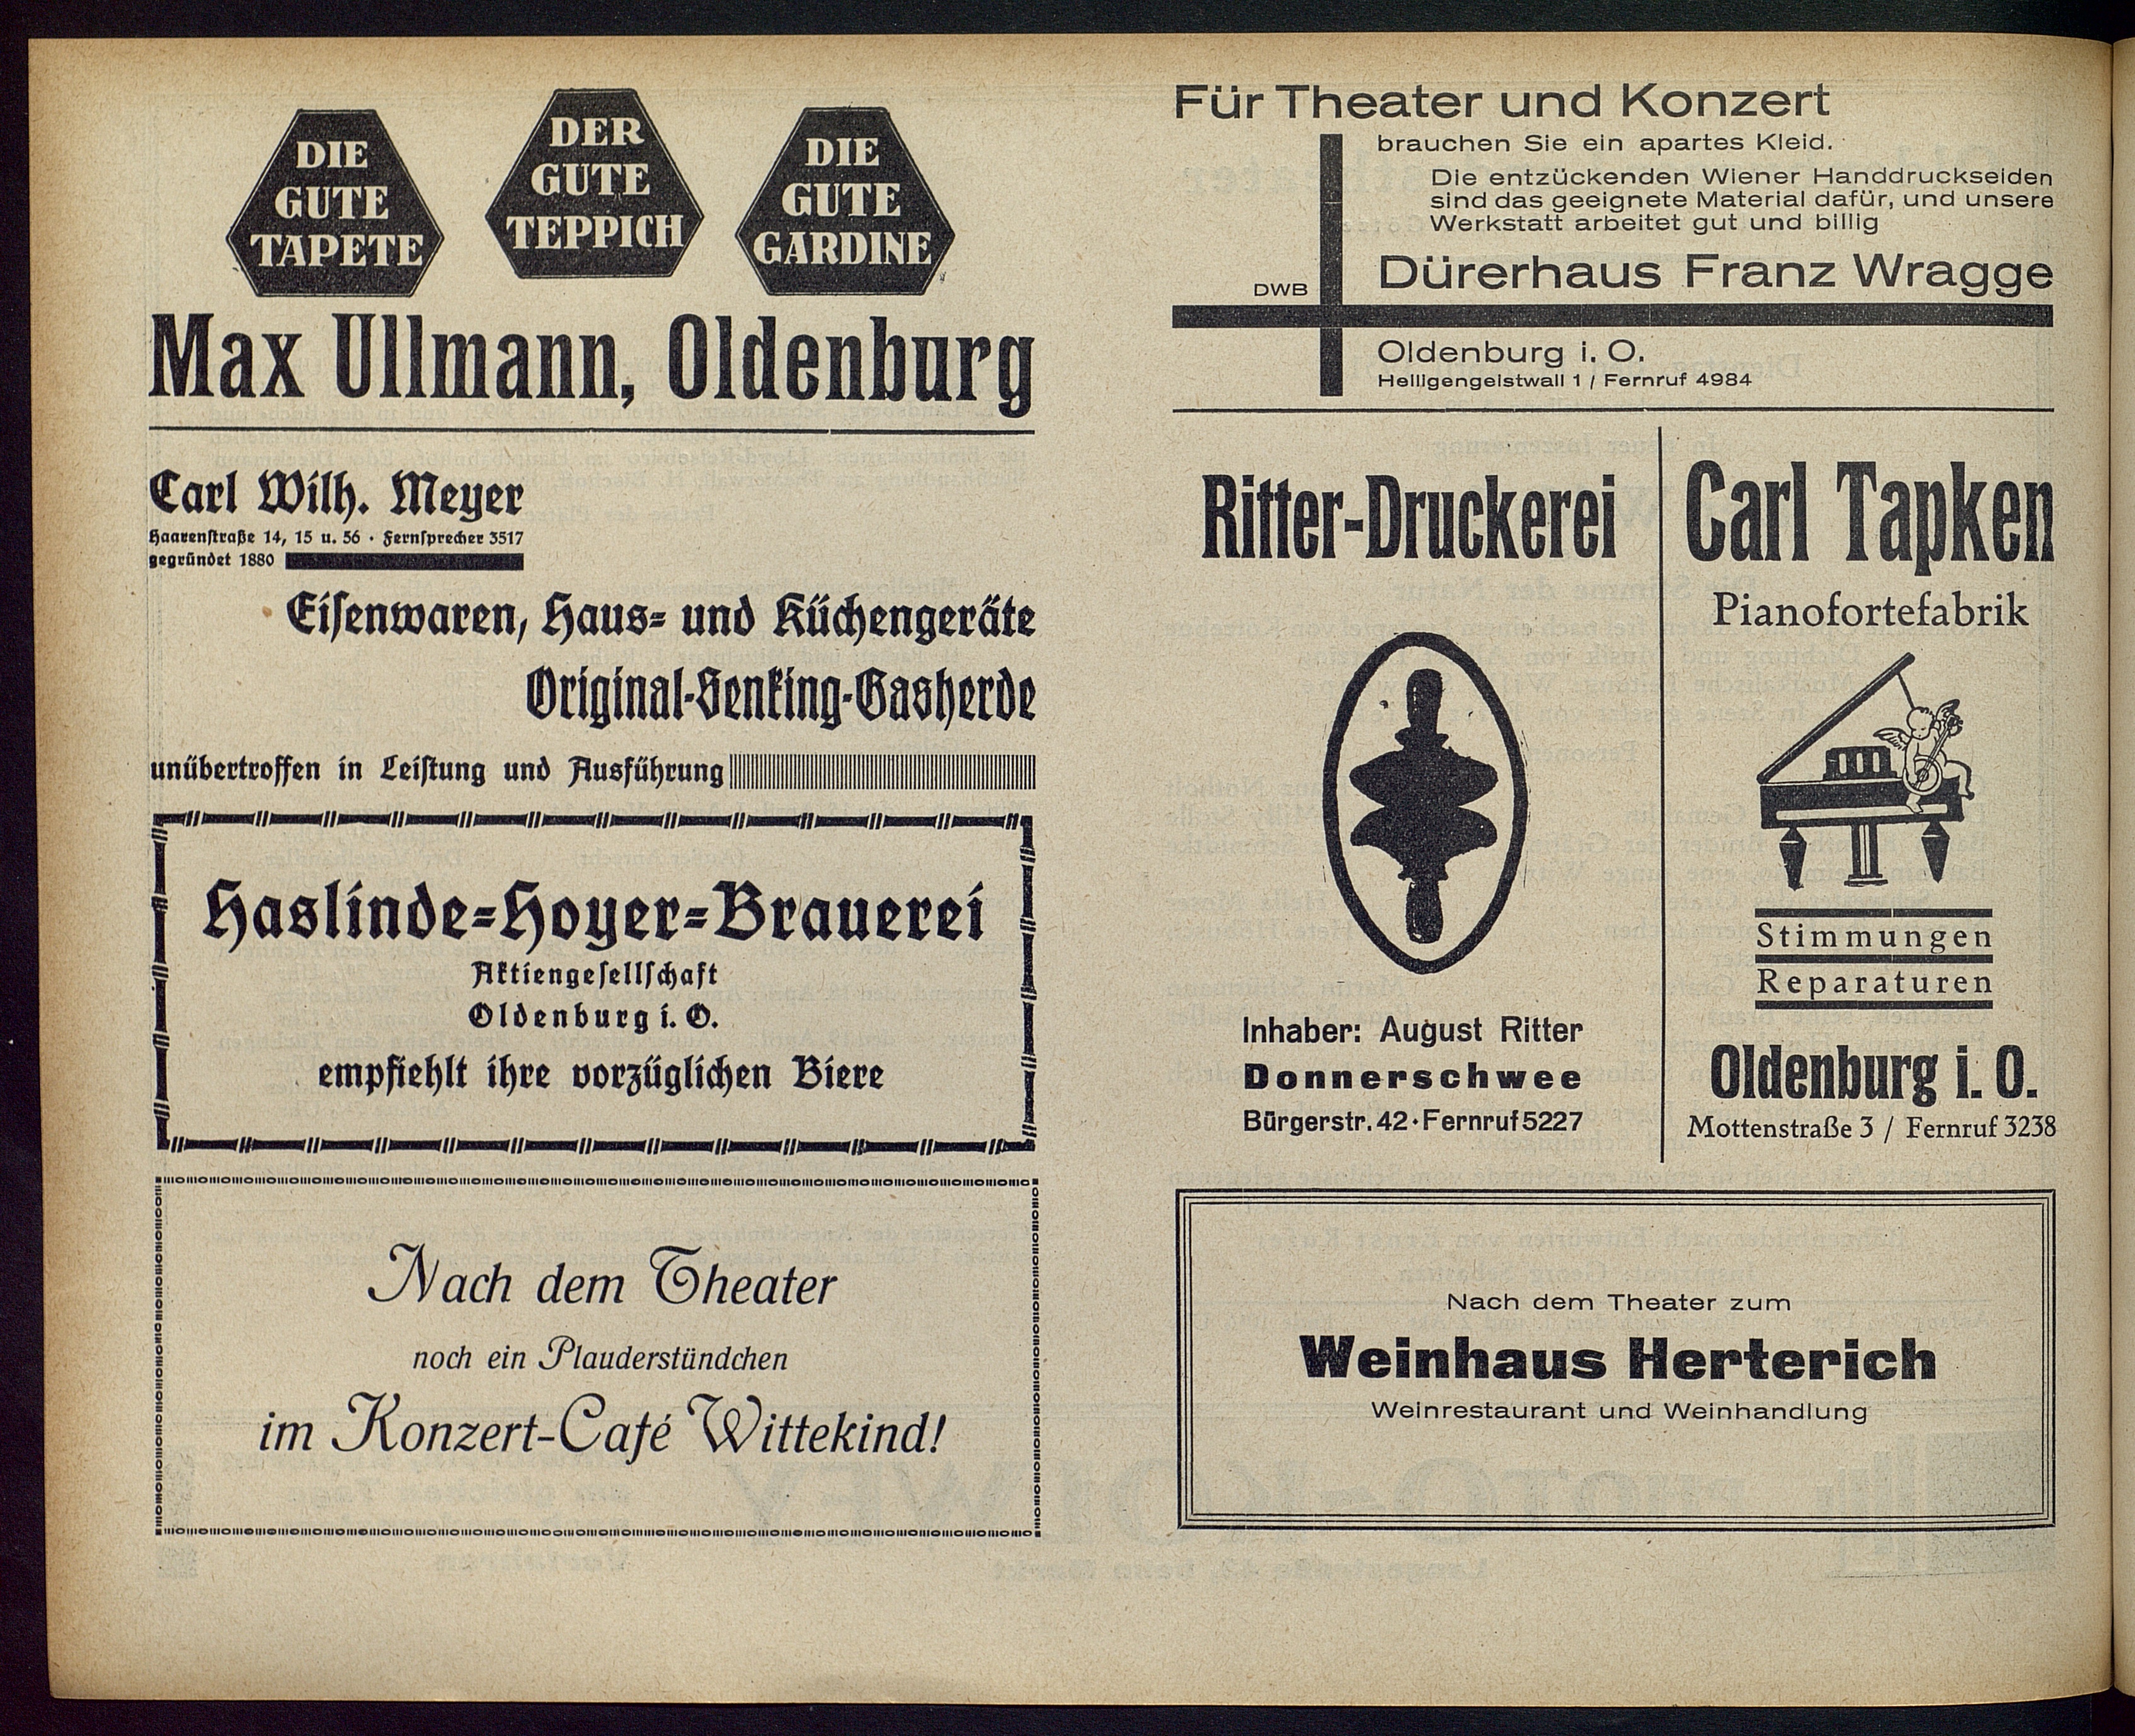 DIE
GUTE
TAPETE
DER
GUTE
TEPPICH
DIE
GUTE
GARDINE
Max Ullmann, Oldenburg
Carl Wilh. Meyer
Haarenſtraße 14, 15 u. 56 · Fernſprecher 3517
gegründet 1880
Eiſenwaren, Haus- und Küchengeräte
Original-Senking-Gasherde
unübertroffen in Leiſtung und Ausführung
Haslinde-Hoyer-Brauerei
Aktiengeſellſchaft
Oldenburg i. O.
empfiehlt ihre vorzüglichen Biere
Nach dem Theater
noch ein Plauderstündchen
im Konzert-Café Wittekind!
Für Theater und Konzert
brauchen Sie ein apartes Kleid.
Die entzückenden Wiener Handdruckseiden
sind das geeignete Material dafür, und unsere
Werkstatt arbeitet gut und billig
DWB
Dürerhaus Franz Wragge
Oldenburg i. O.
Heiligengeistwall 1 / Fernruf 4984
Ritter-Druckerei
Inhaber: August Ritter
Donnerschwee
Bürgerstr. 42 · Fernruf 5227
Carl Tapken
Pianofortefabrik
Stimmungen
Reparaturen
Oldenburg i. O.
Mottenstraße 3 / Fernruf 3238
Nach dem Theater zum
Weinhaus Herterich
Weinrestaurant und Weinhandlung